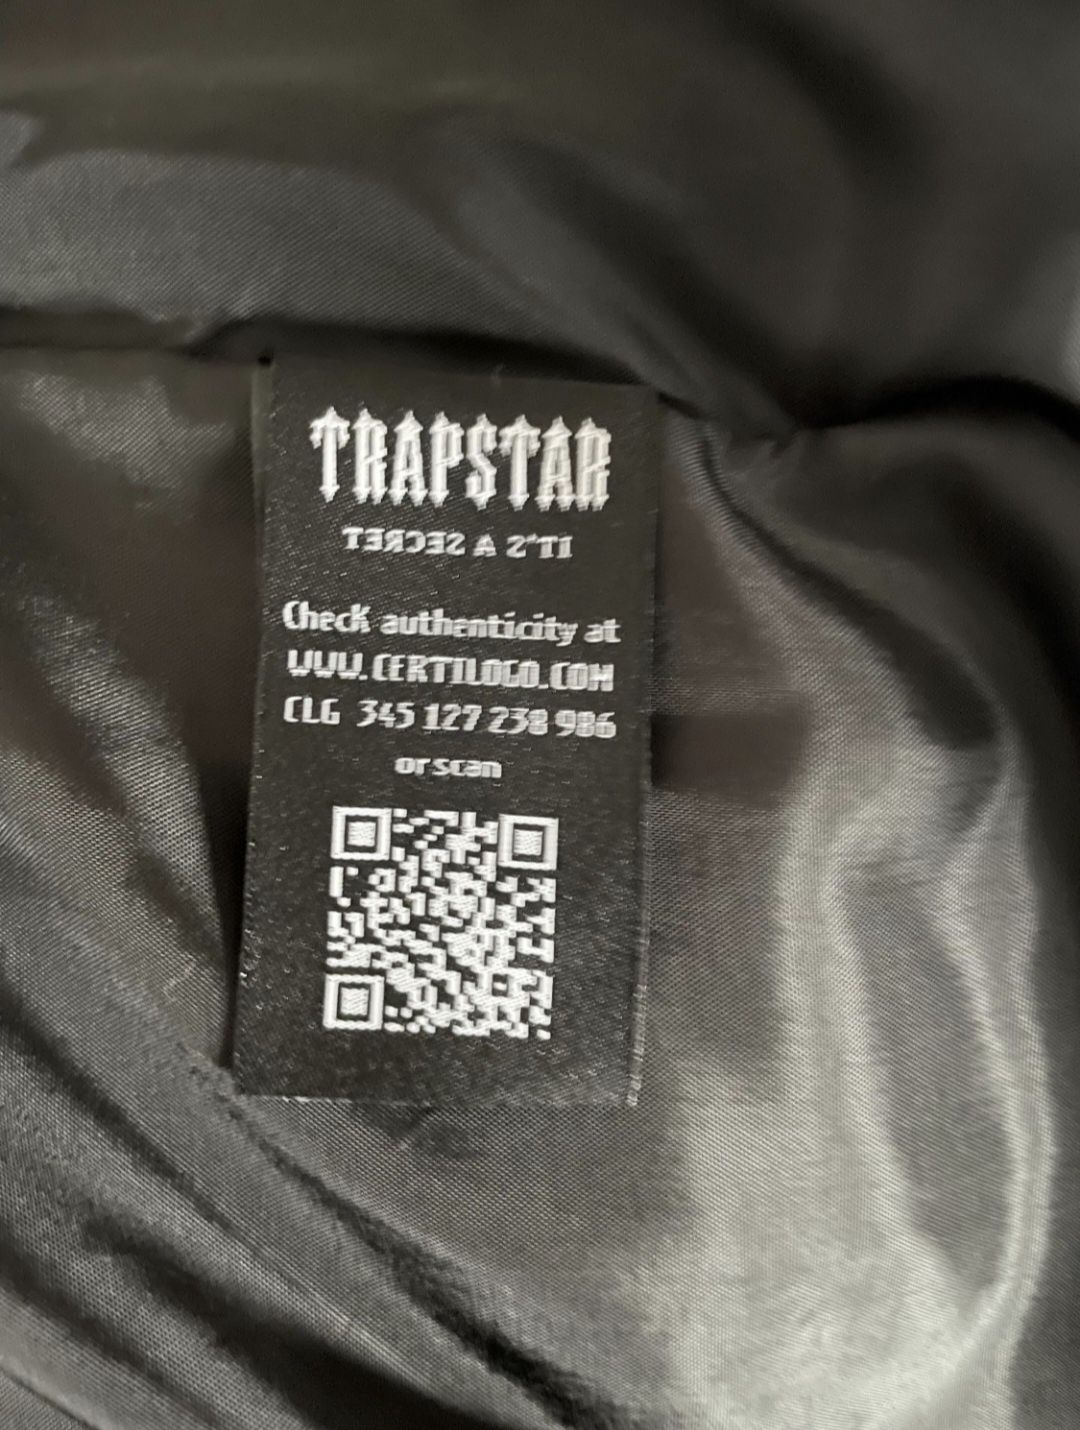 TRAPSTAR
IT'S A SECRET
Check authenticity at
WWW.CERTILOGO.COM
CLG 345 127 238 986
or scan